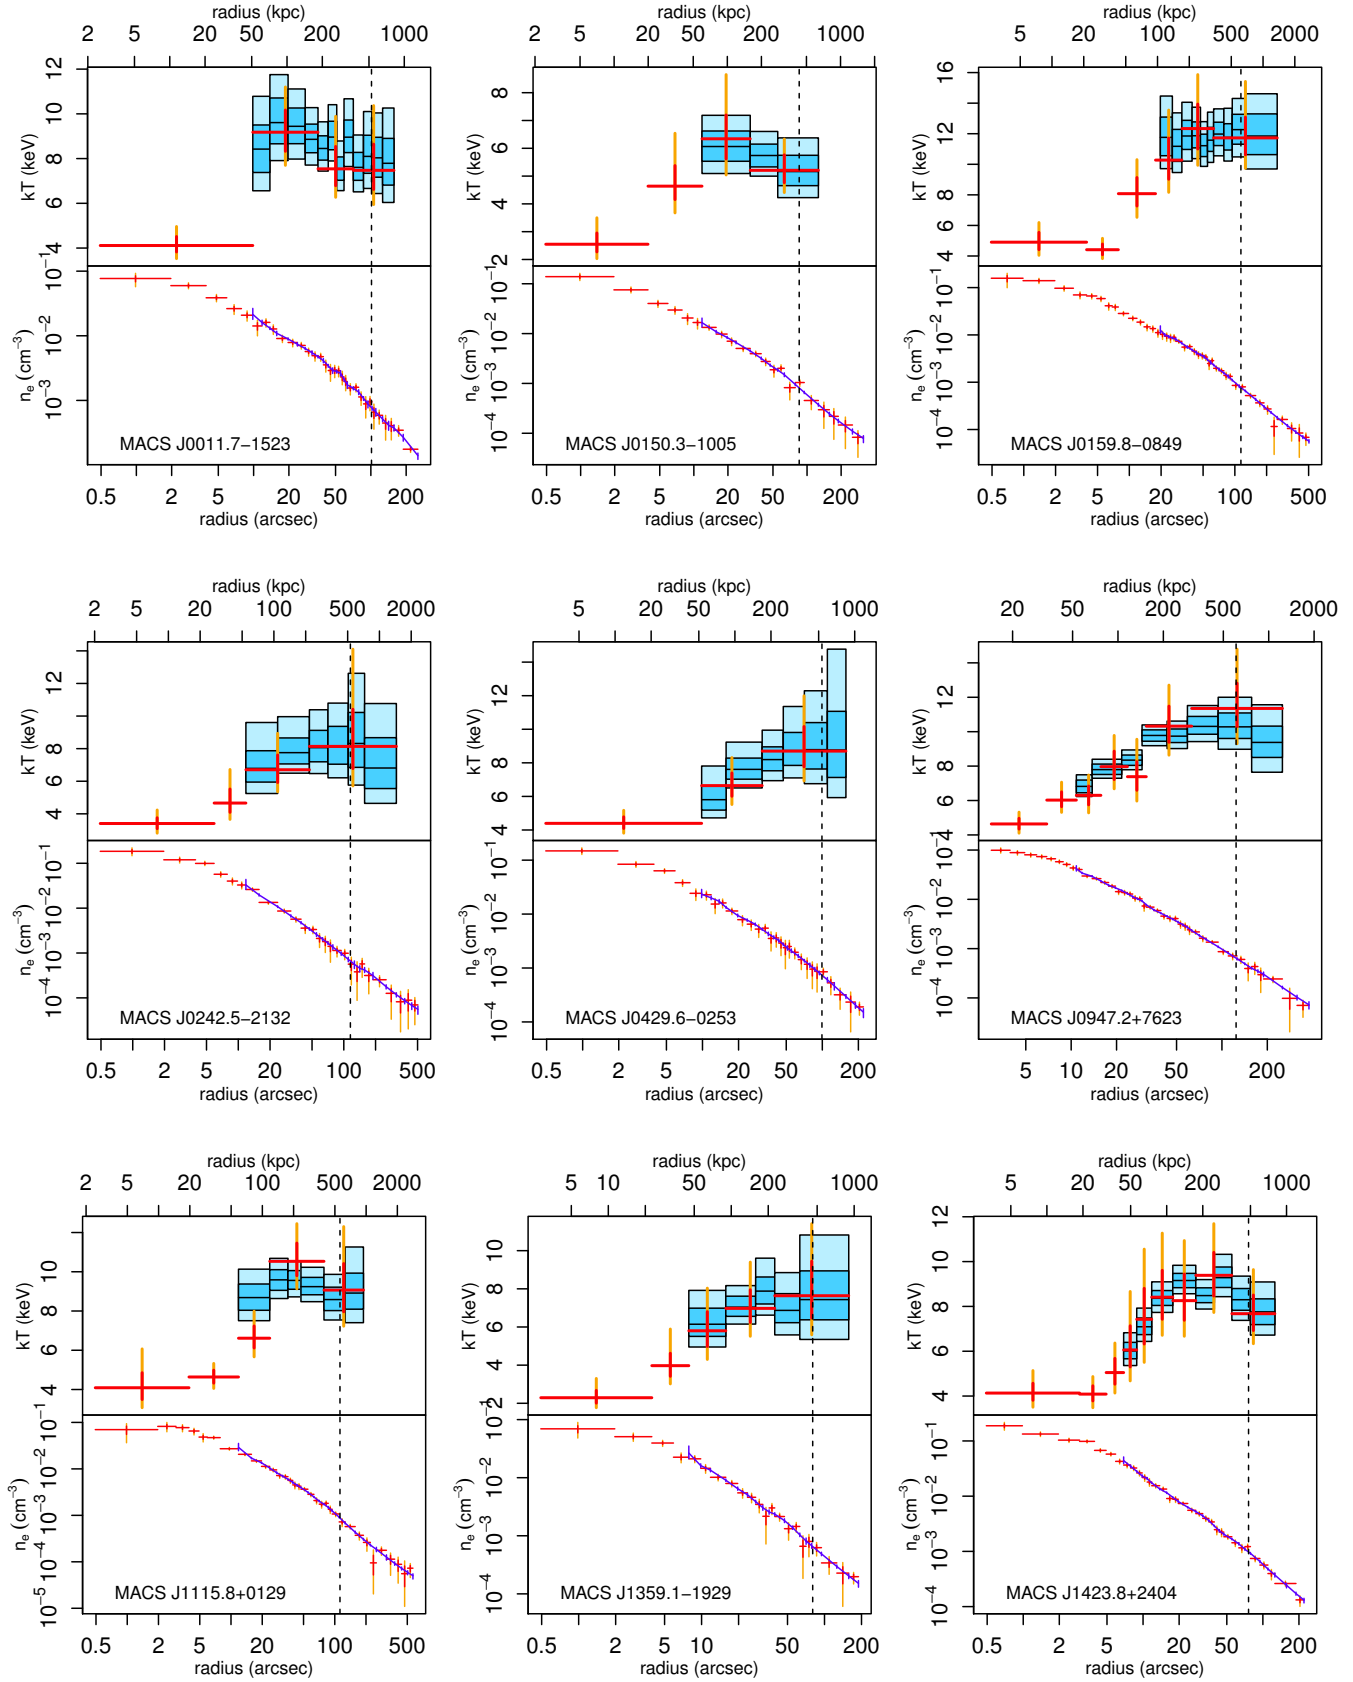 radius (kpc) radius (kpc) radius (kpc)
2 5 10 20 50 200 1000 2 5 20 50 200 1000 5 20 100 500 2000
kT (keV) 4 6 8 10 12 kT (keV) 2 4 6 8 kT (keV) 4 6 8 10 12 16
n_e (cm⁻³) 10⁻³ 10⁻² 10⁻¹ n_e (cm⁻³) 10⁻⁴ 10⁻³ 10⁻² 10⁻¹ n_e (cm⁻³) 10⁻⁴ 10⁻³ 10⁻² 10⁻¹
MACS J0011.7−1523 MACS J0150.3−1005 MACS J0159.8−0849
0.5 1 2 5 10 20 50 200 0.5 2 5 20 50 200 0.5 2 5 20 100 500
radius (arcsec) radius (arcsec) radius (arcsec)
radius (kpc) radius (kpc) radius (kpc)
2 5 20 100 500 2000 5 20 50 200 1000 20 50 200 500 2000
kT (keV) 4 6 8 12 kT (keV) 4 6 8 12 kT (keV) 4 6 8 12
n_e (cm⁻³) 10⁻⁴ 10⁻³ 10⁻² 10⁻¹ n_e (cm⁻³) 10⁻⁴ 10⁻³ 10⁻² 10⁻¹ n_e (cm⁻³) 10⁻⁴ 10⁻³ 10⁻² 10⁻¹
MACS J0242.5−2132 MACS J0429.6−0253 MACS J0947.2+7623
0.5 2 5 20 100 500 0.5 2 5 20 50 200 5 10 20 50 200
radius (arcsec) radius (arcsec) radius (arcsec)
radius (kpc) radius (kpc) radius (kpc)
2 5 20 100 500 2000 5 10 50 200 1000 5 20 50 200 1000
kT (keV) 4 6 8 10 kT (keV) 2 4 6 8 10 kT (keV) 4 6 8 10 12
n_e (cm⁻³) 10⁻⁵ 10⁻⁴ 10⁻³ 10⁻² 10⁻¹ n_e (cm⁻³) 10⁻⁴ 10⁻³ 10⁻² 10⁻¹ n_e (cm⁻³) 10⁻⁴ 10⁻³ 10⁻² 10⁻¹
MACS J1115.8+0129 MACS J1359.1−1929 MACS J1423.8+2404
0.5 2 5 20 100 500 0.5 2 5 10 50 200 0.5 2 5 20 50 200
radius (arcsec) radius (arcsec) radius (arcsec)